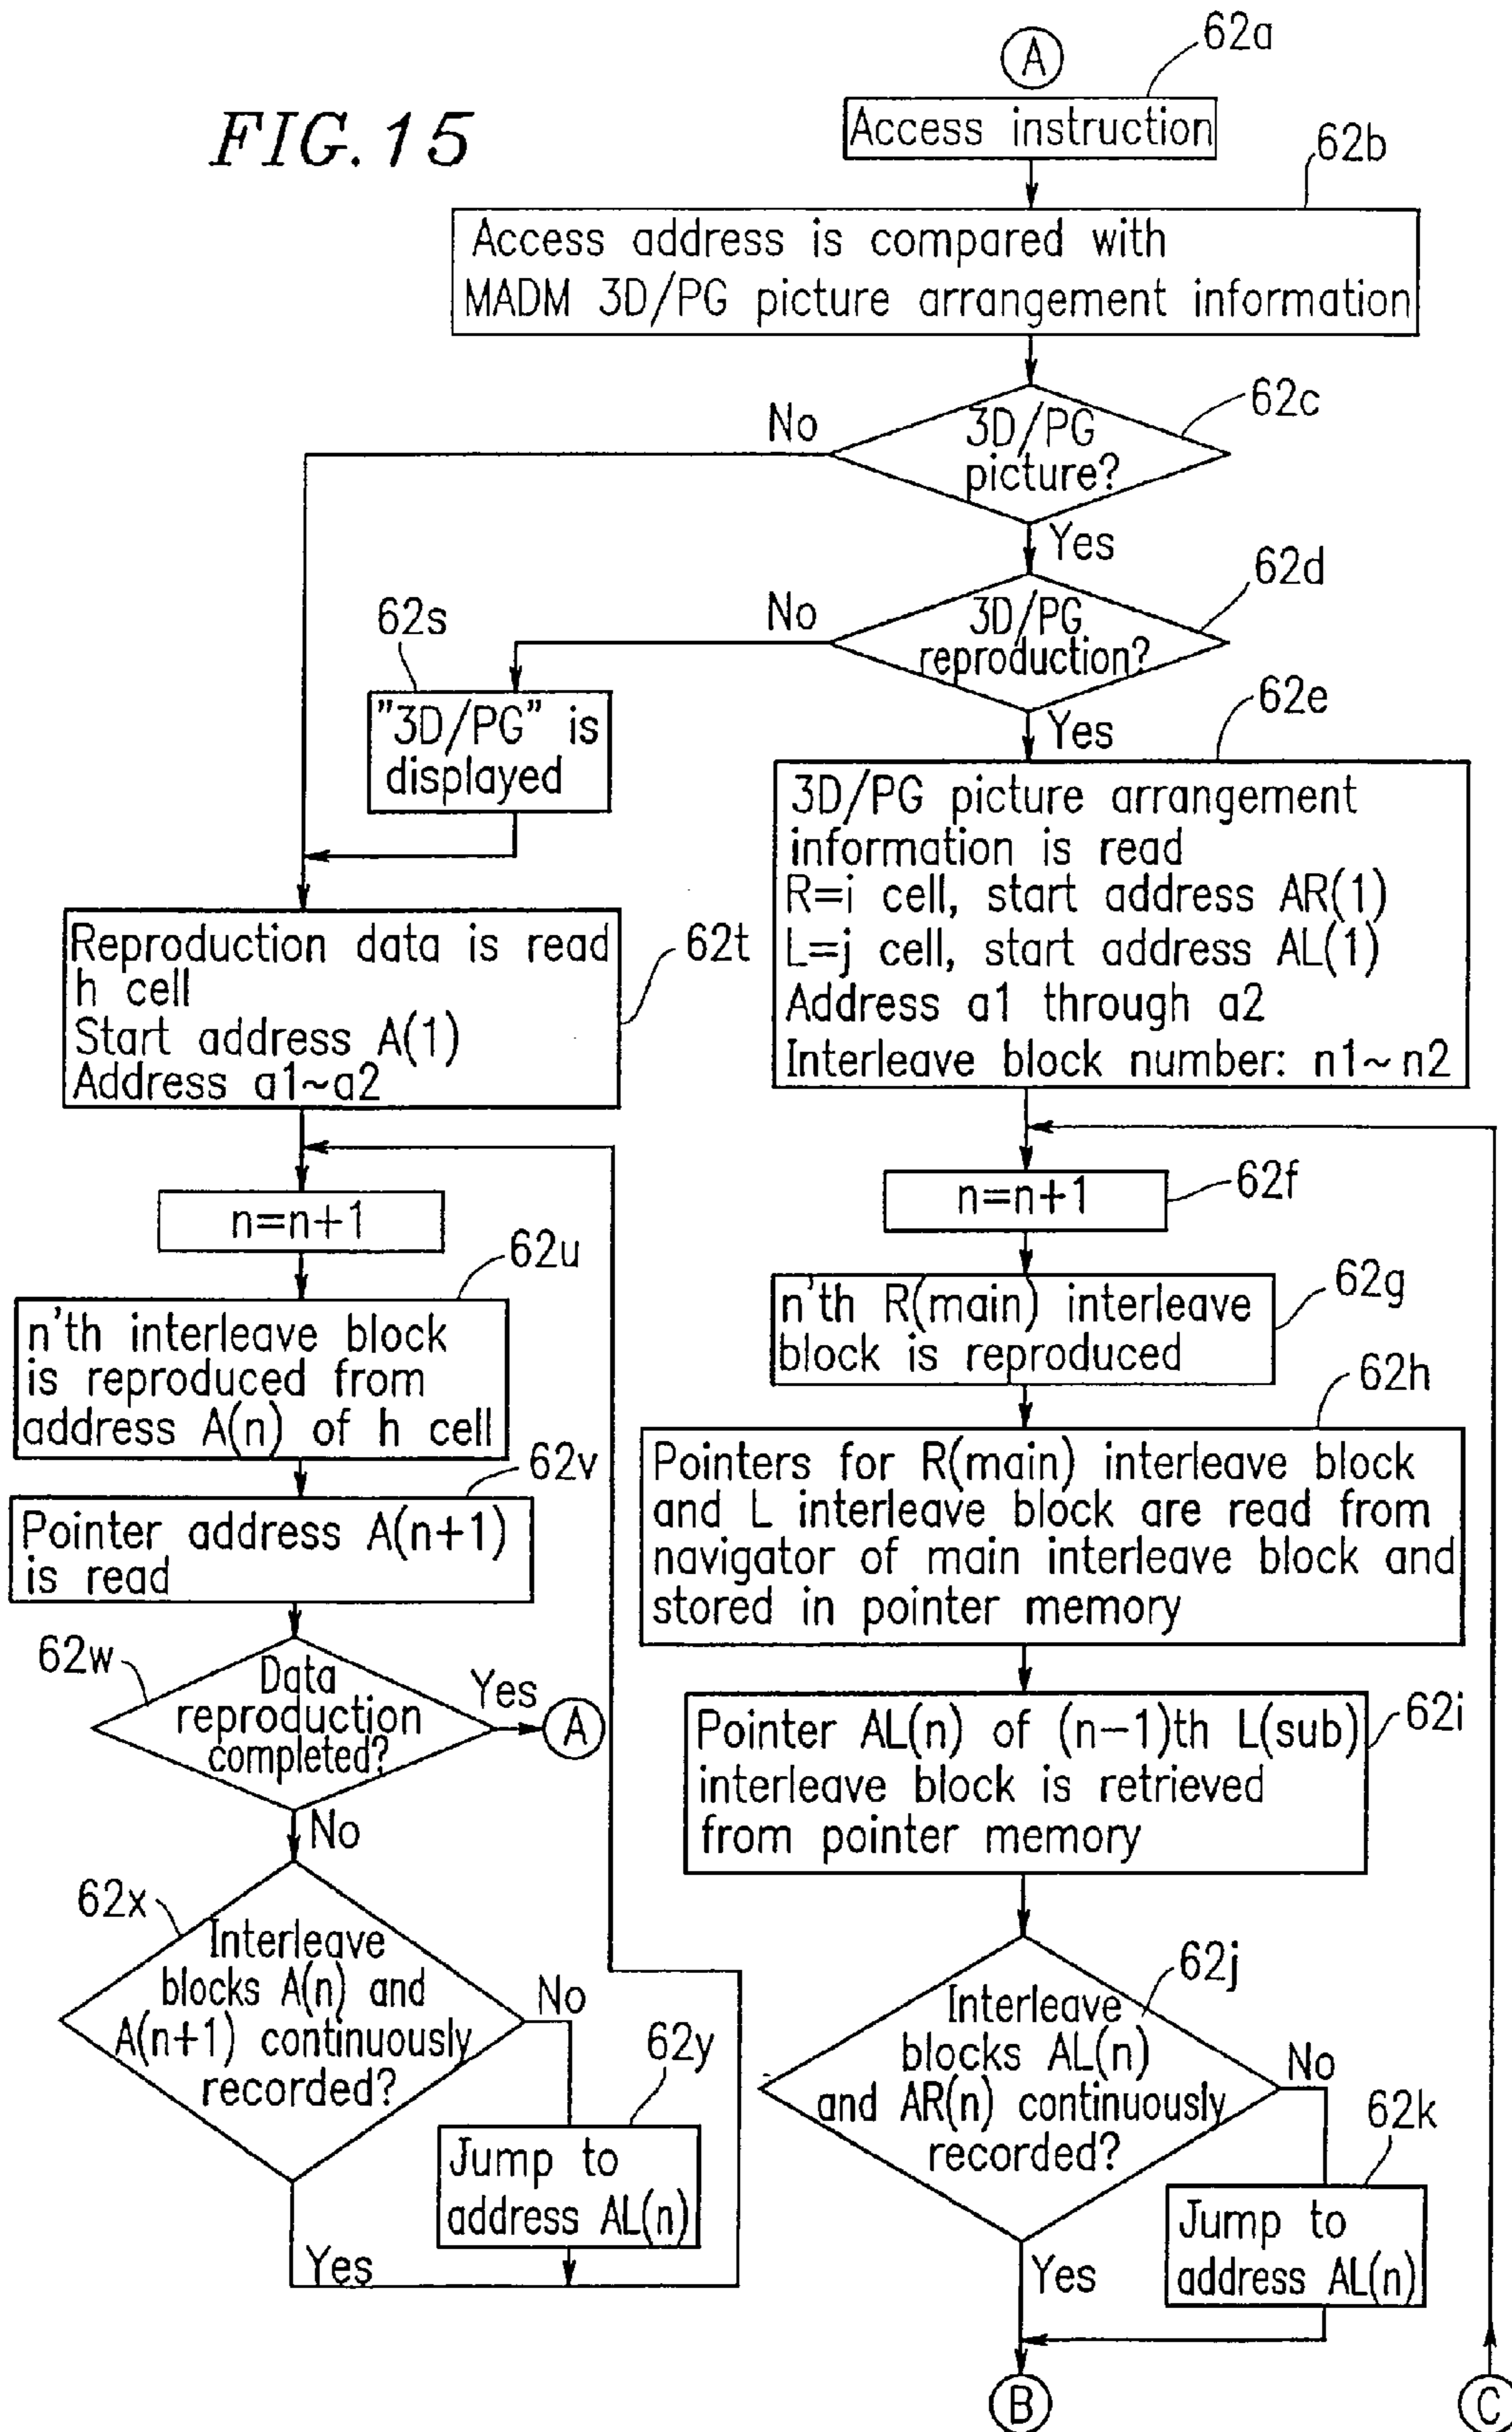 FIG.15
A
62a
Access instruction
62b
Access address is compared with
MADM 3D/PG picture arrangement information
62c
3D/PG
picture?
No
Yes
62d
3D/PG
reproduction?
No
Yes
62s
"3D/PG" is
displayed
62e
3D/PG picture arrangement
information is read
R=i cell, start address AR(1)
L=j cell, start address AL(1)
Address a1 through a2
Interleave block number: n1~n2
Reproduction data is read
h cell
Start address A(1)
Address a1~a2
62t
n=n+1
62u
n'th interleave block
is reproduced from
address A(n) of h cell
62v
Pointer address A(n+1)
is read
62w
Data
reproduction
completed?
Yes
A
No
62x
Interleave
blocks A(n) and
A(n+1) continuously
recorded?
No
62y
Jump to
address AL(n)
Yes
n=n+1
62f
n'th R(main) interleave
block is reproduced
62g
62h
Pointers for R(main) interleave block
and L interleave block are read from
navigator of main interleave block and
stored in pointer memory
Pointer AL(n) of (n-1)th L(sub)
interleave block is retrieved
from pointer memory
62i
62j
Interleave
blocks AL(n)
and AR(n) continuously
recorded?
No
62k
Jump to
address AL(n)
Yes
B
C